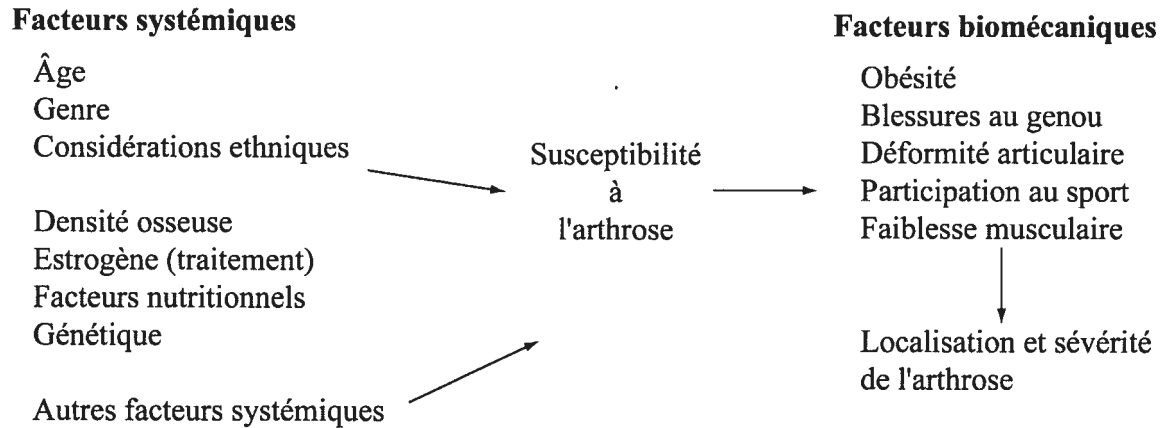 Facteurs systémiques
Âge
Genre
Considérations ethniques
Densité osseuse
Estrogène (traitement)
Facteurs nutritionnels
Génétique
Autres facteurs systémiques
Susceptibilité
à
l'arthrose
Facteurs biomécaniques
Obésité
Blessures au genou
Déformité articulaire
Participation au sport
Faiblesse musculaire
Localisation et sévérité
de l'arthrose